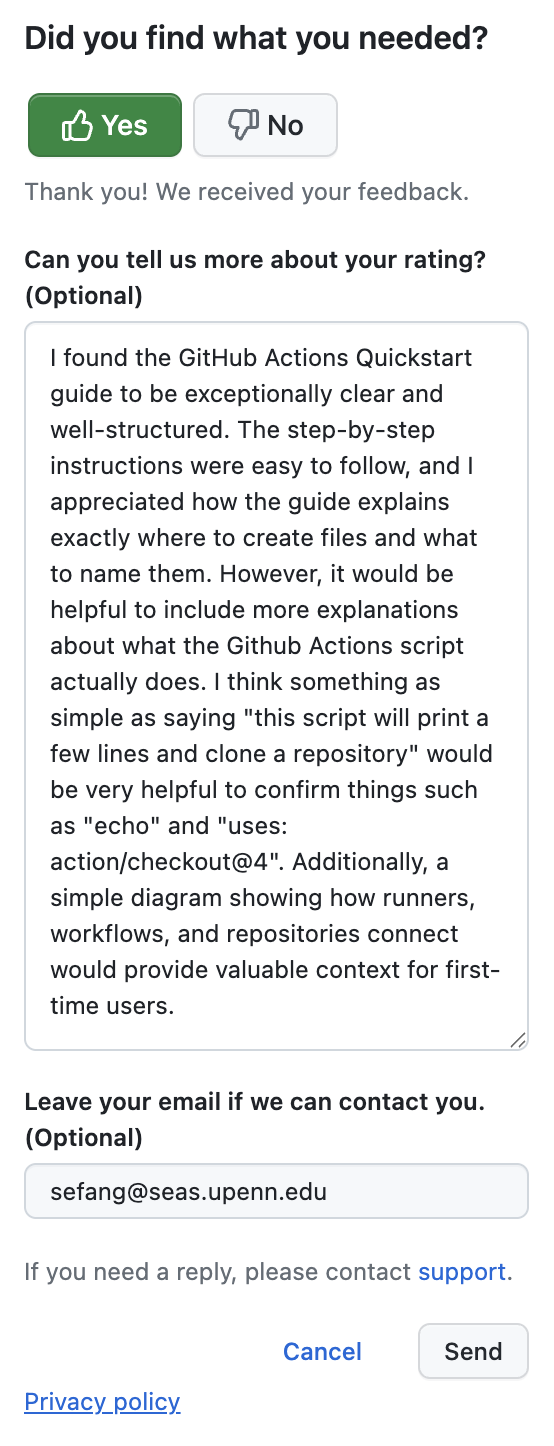 Did you find what you needed?
Yes
No
Thank you! We received your feedback.
Can you tell us more about your rating?
(Optional)
I found the GitHub Actions Quickstart
guide to be exceptionally clear and
well-structured. The step-by-step
instructions were easy to follow, and I
appreciated how the guide explains
exactly where to create files and what
to name them. However, it would be
helpful to include more explanations
about what the Github Actions script
actually does. I think something as
simple as saying "this script will print a
few lines and clone a repository" would
be very helpful to confirm things such
as "echo" and "uses:
action/checkout@4". Additionally, a
simple diagram showing how runners,
workflows, and repositories connect
would provide valuable context for first-
time users.
Leave your email if we can contact you.
(Optional)
sefang@seas.upenn.edu
If you need a reply, please contact support.
Cancel
Send
Privacy policy